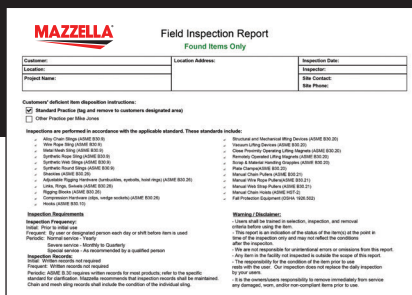 MAZZELLA
Field Inspection Report
Found Items Only
Customer:
Location Address:
Inspection Date:
Location:
Inspector:
Project Name:
Site Contact:
Site Phone:
Customers' deficient item disposition instructions:
Standard Practice (tag and remove to customers designated area)
Other Practice per Mike Jones
Inspections are performed in accordance with the applicable standard. These standards include:
Alloy Chain Slings (ASME B30.9)
Wire Rope Sling (ASME B30.9)
Metal Mesh Sling (ASME B30.9)
Synthetic Rope Sling (ASME B30.9)
Synthetic Web Slings (ASME B30.9)
Synthetic Round Slings (ASME B30.9)
Shackles (ASME B30.26)
Adjustable Rigging Hardware (turnbuckles, eyebolts, hoist rings) (ASME B30.26)
Links, Rings, Swivels (ASME B30.26)
Rigging Blocks (ASME B30.26)
Compression Hardware (clips, wedge sockets) (ASME B30.26)
Hooks (ASME B30.10)
Structural and Mechanical lifting Devices (ASME B30.20)
Vacuum Lifting Devices (ASME B30.20)
Close Proximity Operating Lifting Magnets (ASME B30.20)
Remotely Operated Lifting Magnets (ASME B30.20)
Scrap & Material Handling Grapples (ASME B30.20)
Plate Clamps(ASME B30.20)
Manual Chain Pullers (ASME B30.21)
Manual Wire Rope Pullers(ASME B30.21)
Manual Web Strap Pullers (ASME B30.21)
Manual Chain Hoists (ASME HST-2)
Fall Protection Equipment (OSHA 1926.502)
Inspection Requirements
Inspection Frequency:
Initial: Prior to initial use
Frequent: By user or designated person each day or shift before item is used
Periodic: Normal service - Yearly
Severe service - Monthly to Quarterly
Special Service - As recommended by a qualified person
Inspection Records:
Initial: Written records not required
Frequent: Written records not required
Periodic: ASME B.30 requires written records for most products; refer to the specific
standard for clarification. Mazzella recommends that inspection records shall be maintained.
Chain and mesh sling records shall include the condition of the individual sling.
Warning / Disclaimer:
- Users shall be trained in selection, inspection, and removal
criteria before using the item.
- This report is an indication of the status of the item(s) at the point in
time of the inspection only and may not reflect the conditions
after the inspection.
- We are not responsible for unintentional errors or omissions from this report.
- Any item in the facility not inspected is outside the scope of this report.
- The responsibility for the condition of the item prior to use
rests with the user. Our inspection does not replace the daily inspection
by your users.
- It is the owners/users responsibility to remove immediately from service
any damaged, worn, and/or non-compliant items prior to use.